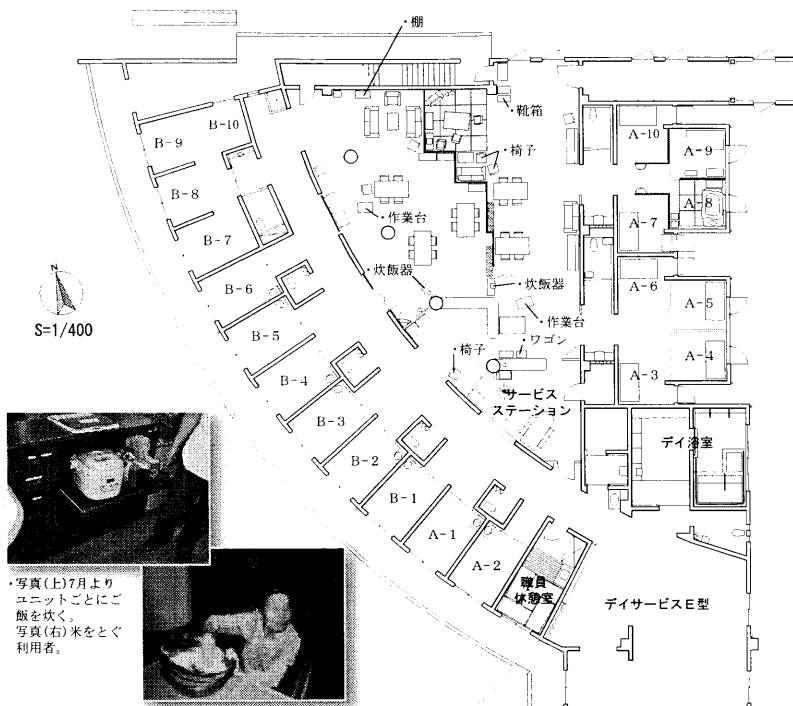 ・棚
・靴箱
・椅子
・作業台
・炊飯器
・炊飯器
・作業台
・ワゴン
・椅子
サービス
ステーション
B-10
B-9
B-8
B-7
B-6
B-5
B-4
B-3
B-2
B-1
A-1
A-2
A-10
A-9
A-8
A-7
A-6
A-5
A-4
A-3
デイ浴室
職員
休憩室
デイサービスE型
N
S=1/400
・写真(上)7月より
ユニットごとにご
飯を炊く。
写真(右)米をとぐ
利用者。